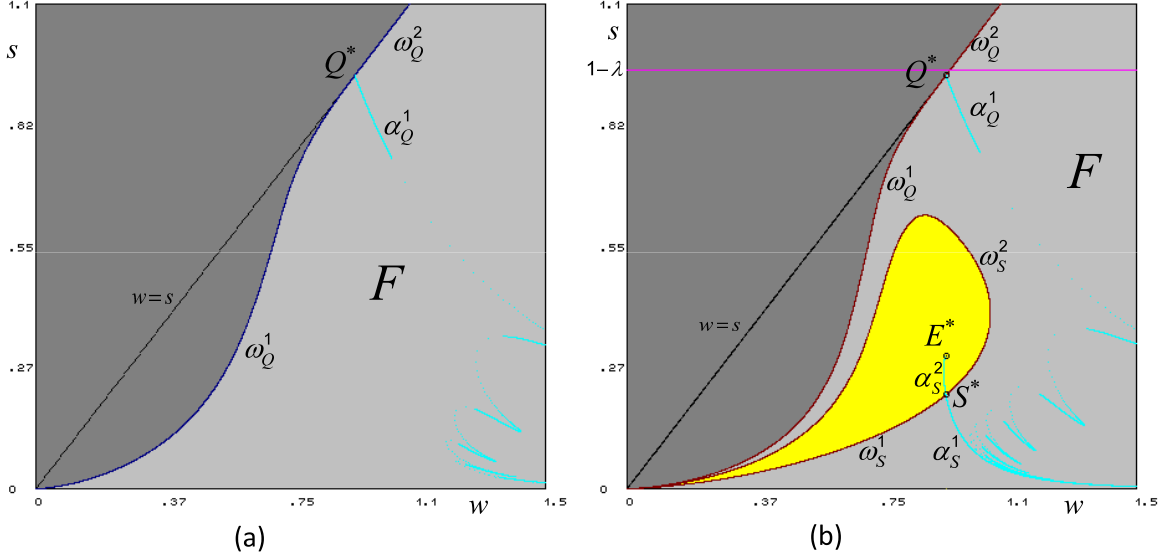 1.1
s
.82
.55
.27
0
0
.37
.75
1.1
1.5
w
Q*
ω_Q^2
α_Q^1
F
w=s
ω_Q^1
(a)
1.1
s
1−λ
.82
.55
.27
0
0
.37
.75
1.1
1.5
w
ω_Q^2
Q*
α_Q^1
F
ω_Q^1
ω_S^2
w=s
E*
α_S^2
S*
ω_S^1
α_S^1
(b)